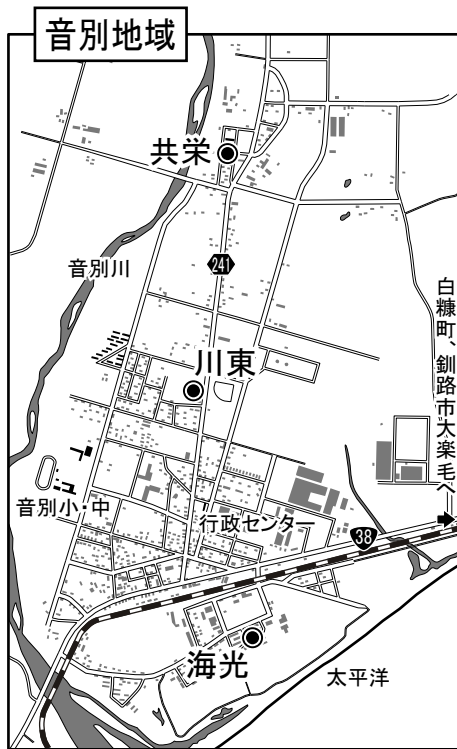 音別地域
共栄
音別川
241
白糠町、釧路市大楽毛へ
川東
音別小・中
行政センター
38
海光
太平洋